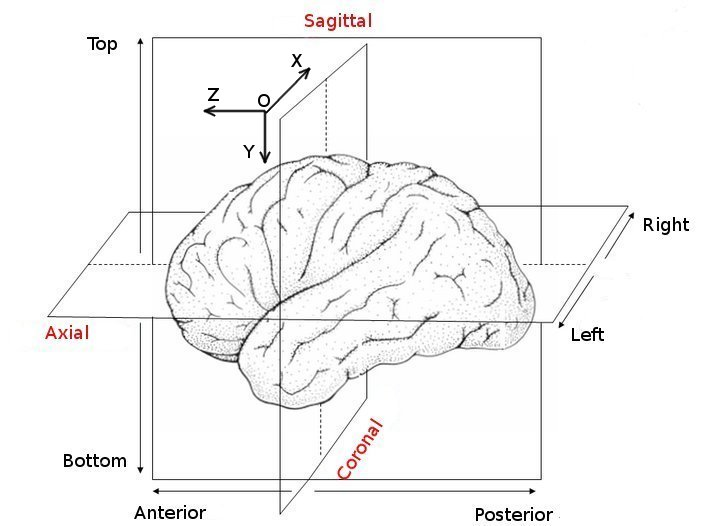 Sagittal
Top
X
Z
O
Y
Right
Axial
Left
Coronal
Bottom
Anterior
Posterior